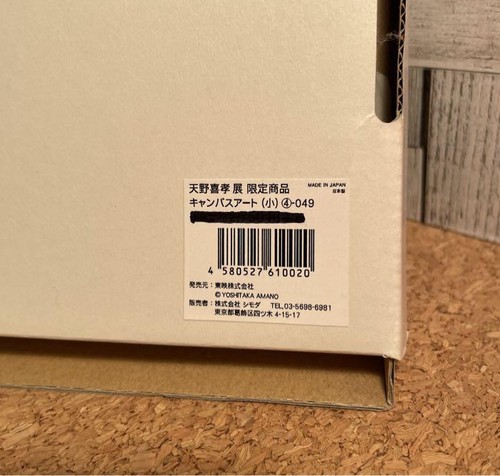 天野喜孝 展 限定商品
MADE IN JAPAN
日本製
キャンバスアート (小) ④-049
4 580527 610020
発売元：東映株式会社
©YOSHITAKA AMANO
販売者：株式会社 シモダ TEL,03-5698-6981
東京都葛飾区四ツ木 4-15-17